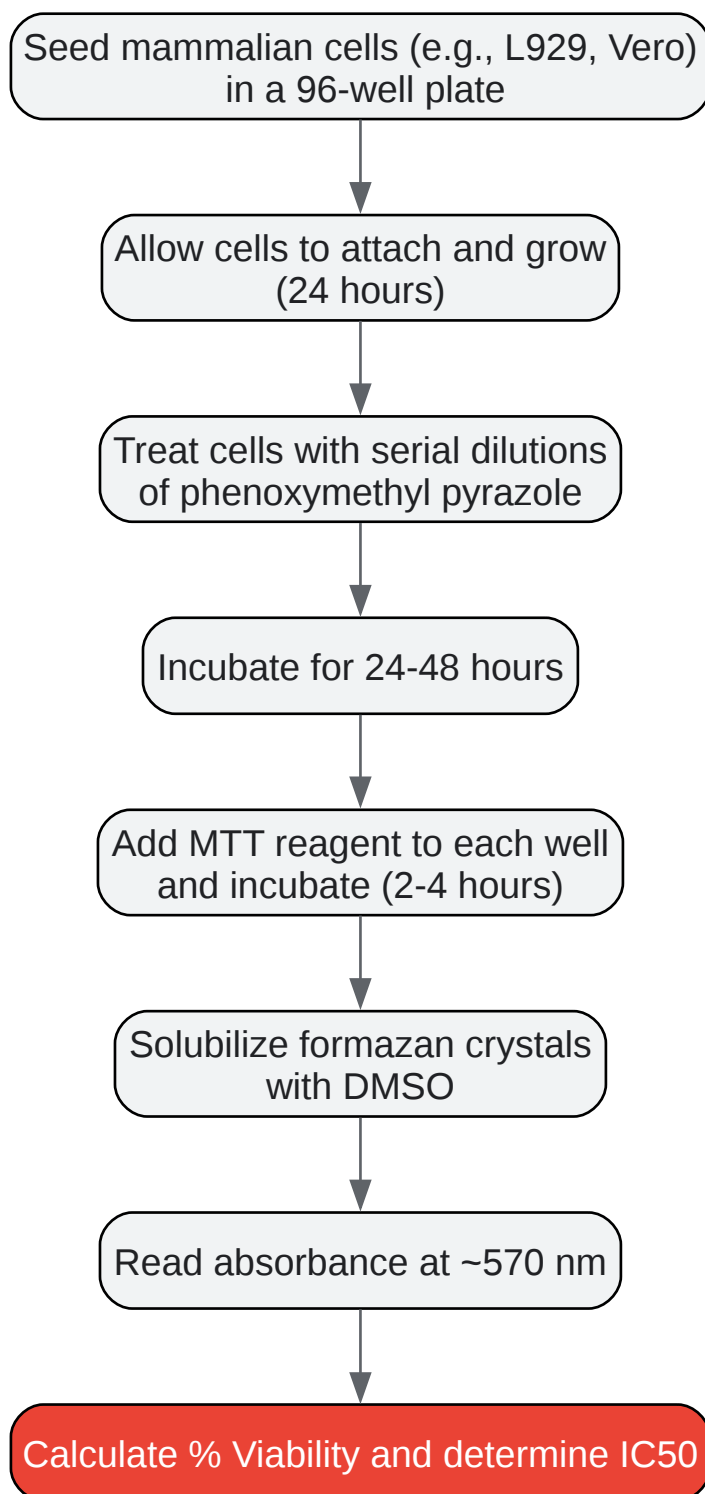 Seed mammalian cells (e.g., L929, Vero)
in a 96-well plate
Allow cells to attach and grow
(24 hours)
Treat cells with serial dilutions
of phenoxymethyl pyrazole
Incubate for 24-48 hours
Add MTT reagent to each well
and incubate (2-4 hours)
Solubilize formazan crystals
with DMSO
Read absorbance at ~570 nm
Calculate % Viability and determine IC50